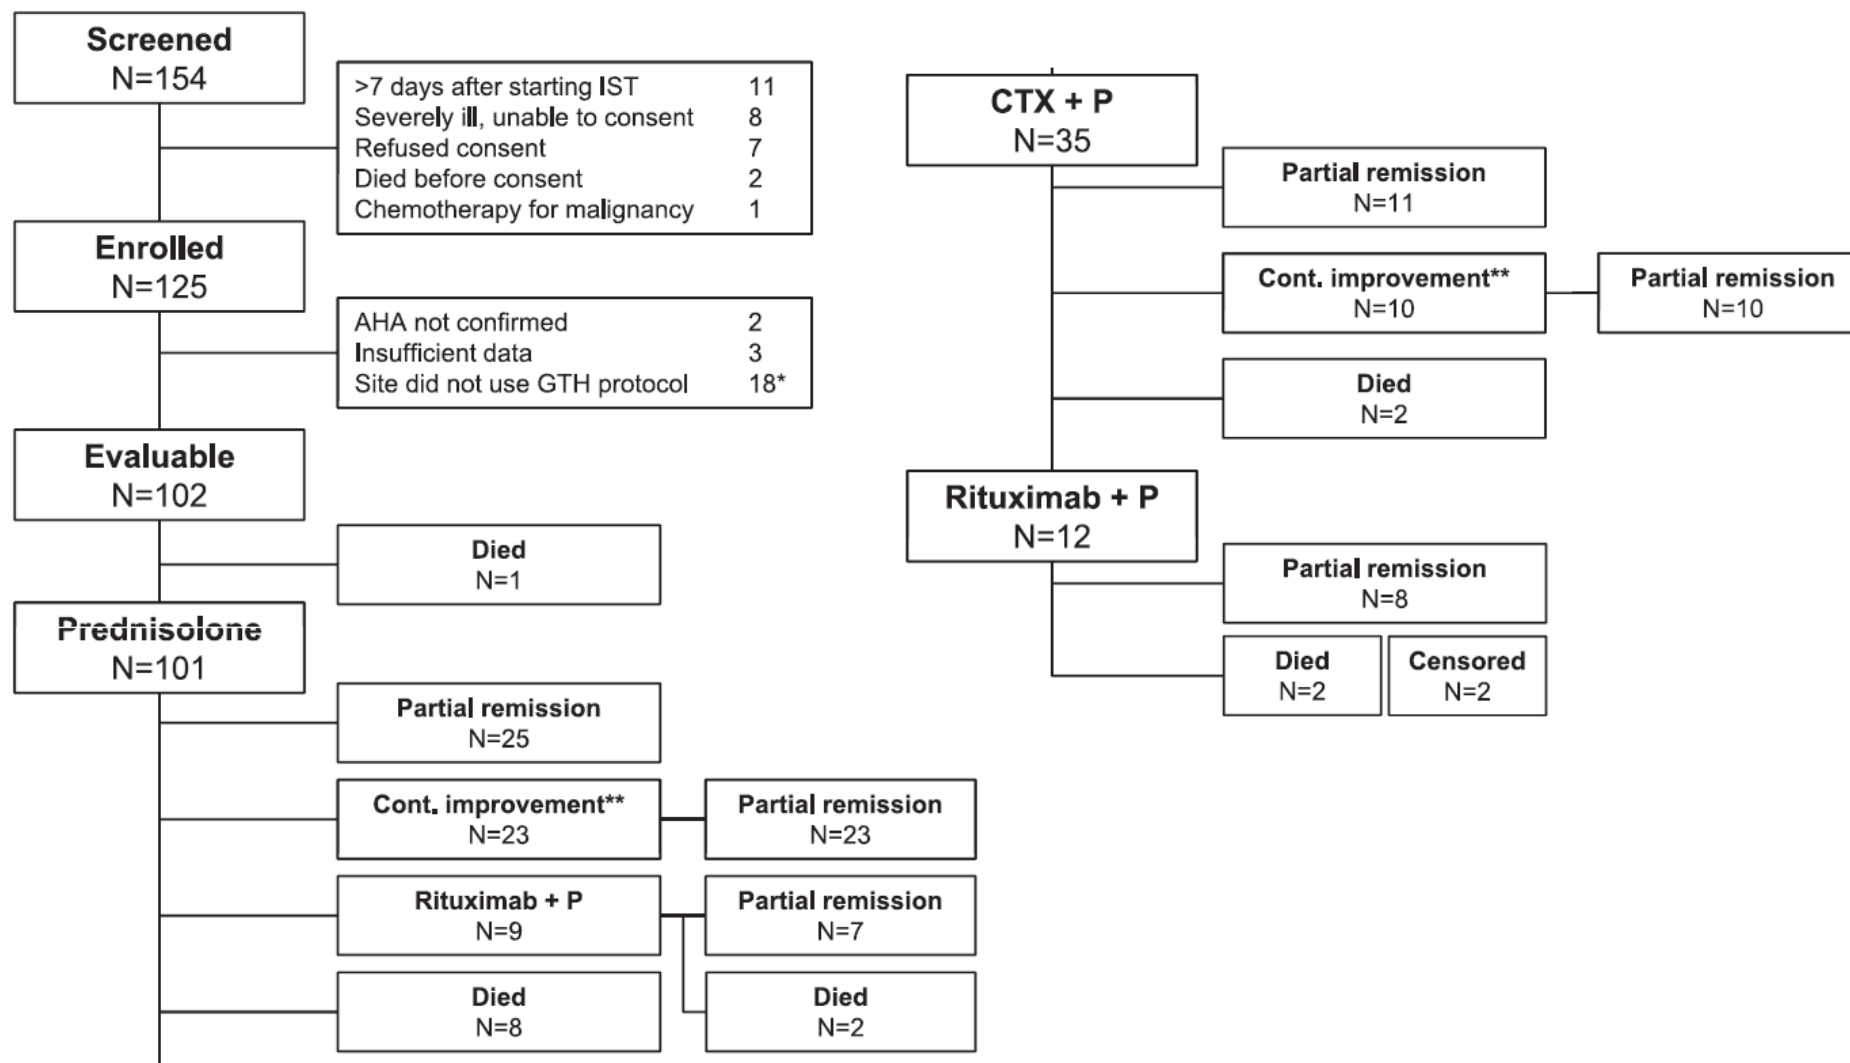 Screened
N=154
>7 days after starting IST 11
Severely ill, unable to consent 8
Refused consent 7
Died before consent 2
Chemotherapy for malignancy 1
Enrolled
N=125
AHA not confirmed 2
Insufficient data 3
Site did not use GTH protocol 18*
Evaluable
N=102
Died
N=1
Prednisolone
N=101
Partial remission
N=25
Cont. improvement**
N=23
Partial remission
N=23
Rituximab + P
N=9
Partial remission
N=7
Died
N=8
Died
N=2
CTX + P
N=35
Partial remission
N=11
Cont. improvement**
N=10
Partial remission
N=10
Died
N=2
Rituximab + P
N=12
Partial remission
N=8
Died
N=2
Censored
N=2